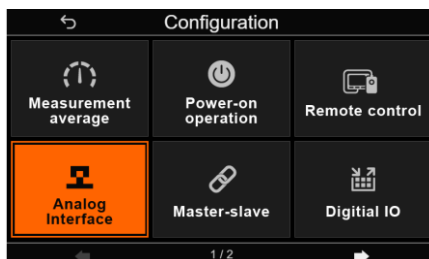 Configuration
Measurement
average
Power-on
operation
Remote control
Analog
Interface
Master-slave
Digitial IO
1/2